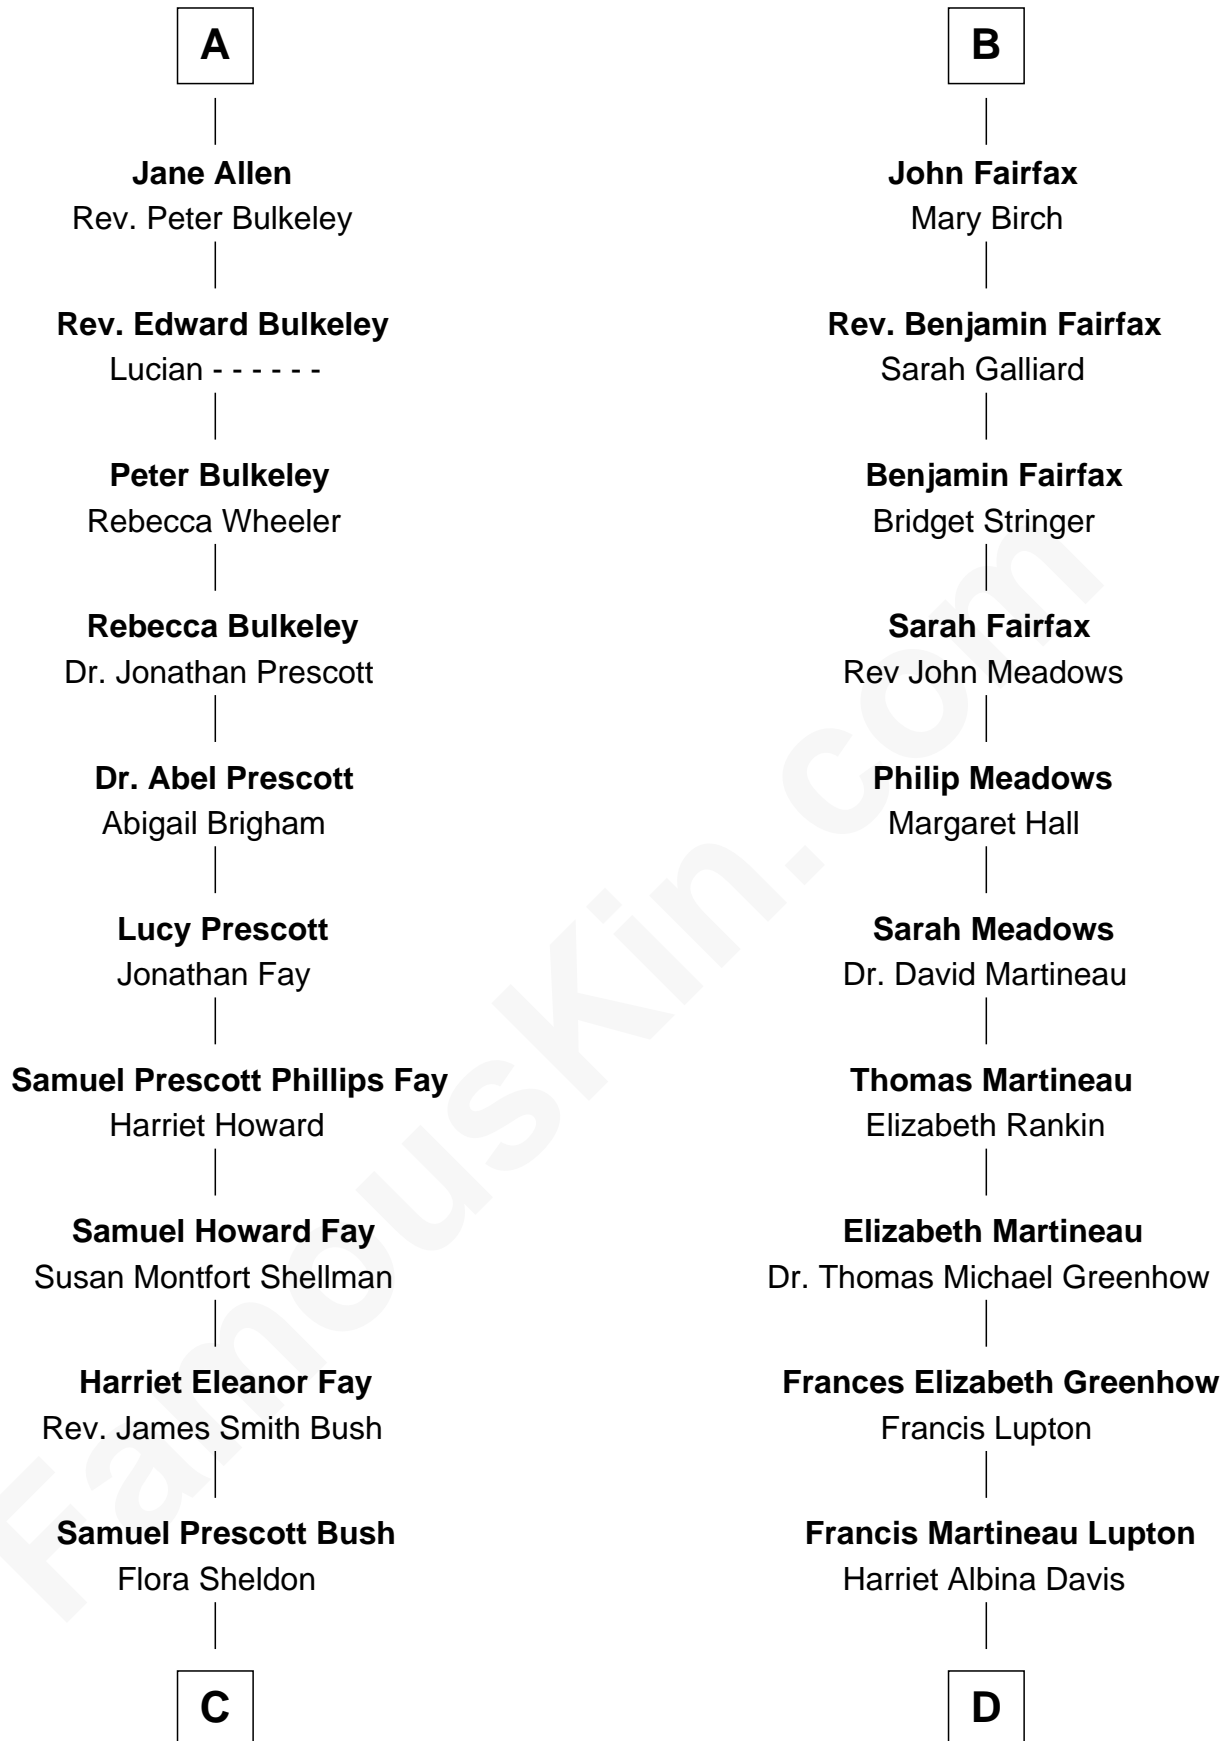 A
Jane Allen
Rev. Peter Bulkeley
Rev. Edward Bulkeley
Lucian - - - - - -
Peter Bulkeley
Rebecca Wheeler
Rebecca Bulkeley
Dr. Jonathan Prescott
Dr. Abel Prescott
Abigail Brigham
Lucy Prescott
Jonathan Fay
Samuel Prescott Phillips Fay
Harriet Howard
Samuel Howard Fay
Susan Montfort Shellman
Harriet Eleanor Fay
Rev. James Smith Bush
Samuel Prescott Bush
Flora Sheldon
C
B
John Fairfax
Mary Birch
Rev. Benjamin Fairfax
Sarah Galliard
Benjamin Fairfax
Bridget Stringer
Sarah Fairfax
Rev John Meadows
Philip Meadows
Margaret Hall
Sarah Meadows
Dr. David Martineau
Thomas Martineau
Elizabeth Rankin
Elizabeth Martineau
Dr. Thomas Michael Greenhow
Frances Elizabeth Greenhow
Francis Lupton
Francis Martineau Lupton
Harriet Albina Davis
D
FamousKin.com